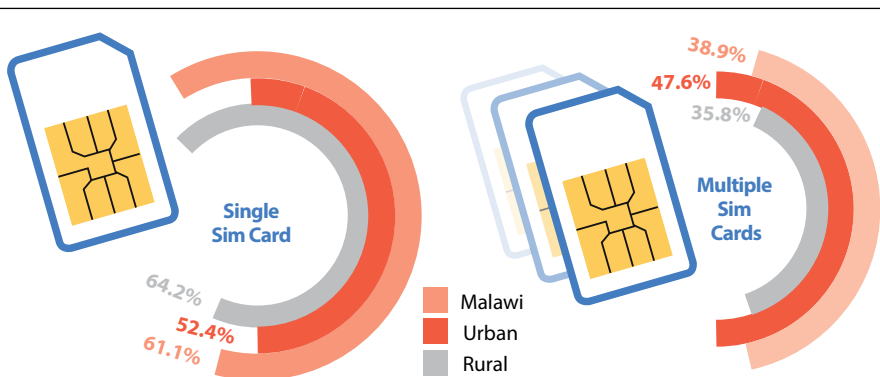 Single
Sim Card
64.2%
52.4%
61.1%
38.9%
47.6%
35.8%
Multiple
Sim
Cards
Malawi
Urban
Rural